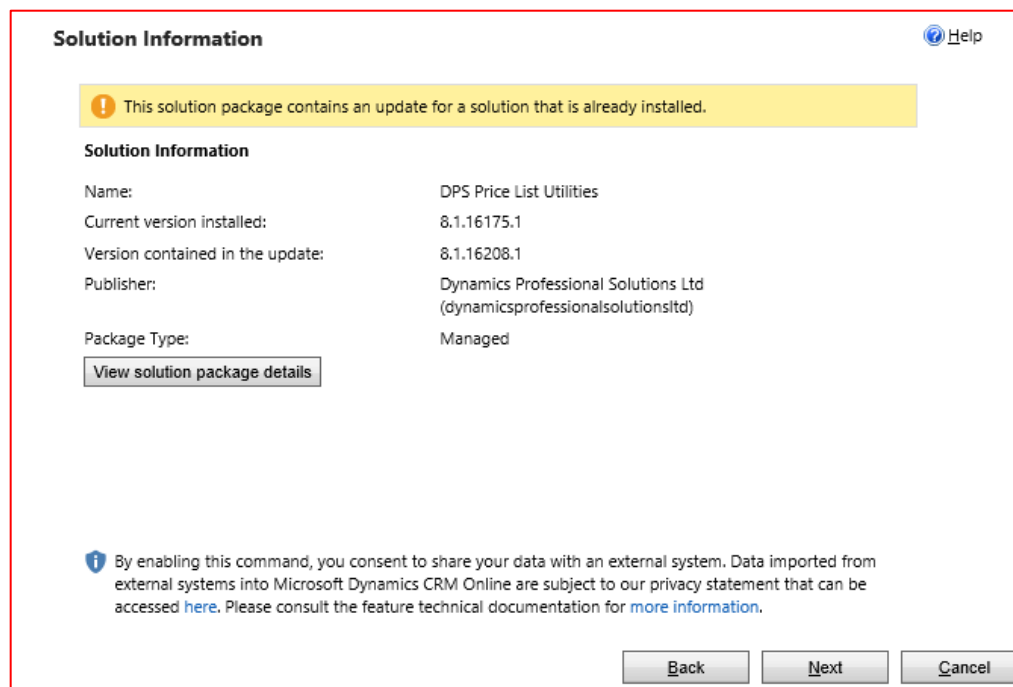 Solution Information
Help
This solution package contains an update for a solution that is already installed.
Solution Information
Name: DPS Price List Utilities
Current version installed: 8.1.16175.1
Version contained in the update: 8.1.16208.1
Publisher: Dynamics Professional Solutions Ltd
(dynamicsprofessionalsolutionsltd)
Package Type: Managed
View solution package details
By enabling this command, you consent to share your data with an external system. Data imported from
external systems into Microsoft Dynamics CRM Online are subject to our privacy statement that can be
accessed here. Please consult the feature technical documentation for more information.
Back Next Cancel